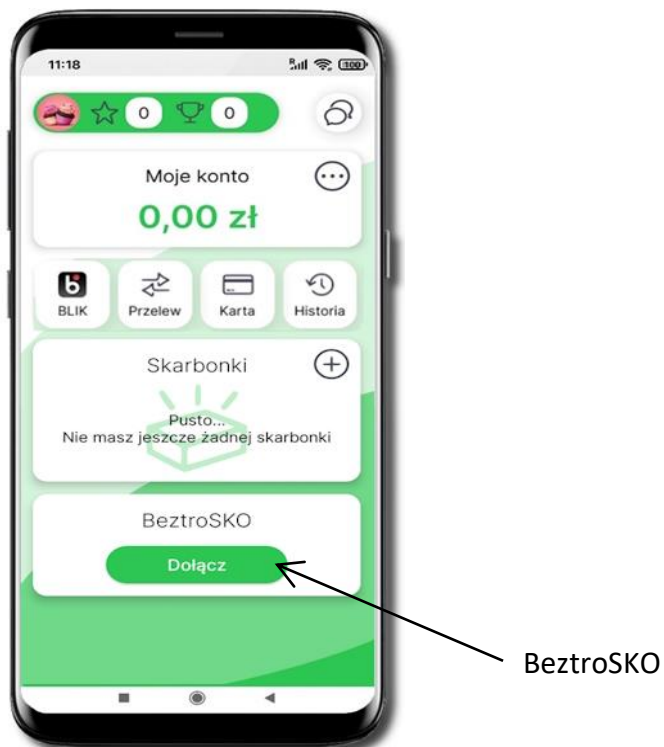 11:18
R
100
0
0
Moje konto
0,00 zł
BLIK
Przelew
Karta
Historia
Skarbonki
Pusto...
Nie masz jeszcze żadnej skarbonki
BeztroSKO
Dołącz
BeztroSKO